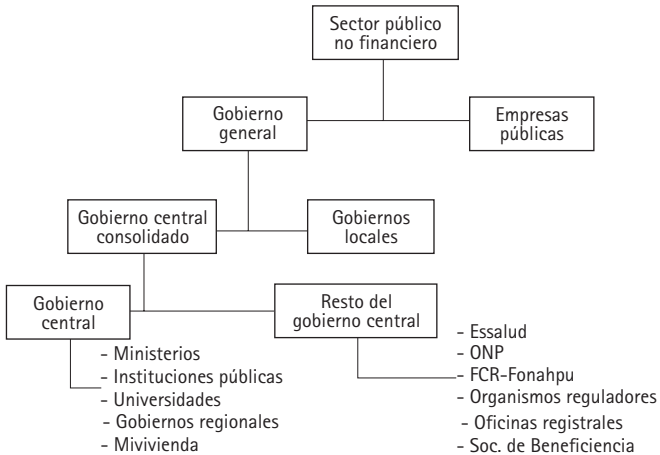 Sector público
no financiero
Gobierno
general
Empresas
públicas
Gobierno central
consolidado
Gobiernos
locales
Gobierno
central
Resto del
gobierno central
- Ministerios
- Instituciones públicas
- Universidades
- Gobiernos regionales
- Mivivienda
- Essalud
- ONP
- FCR-Fonahpu
- Organismos reguladores
- Oficinas registrales
- Soc. de Beneficiencia